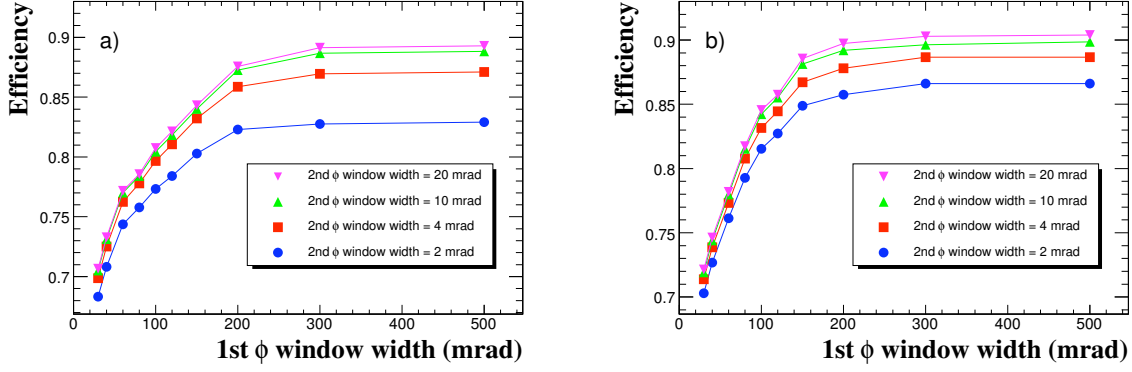 Efficiency
a)
0.9
0.85
0.8
0.75
0.7
2nd ϕ window width = 20 mrad
2nd ϕ window width = 10 mrad
2nd ϕ window width = 4 mrad
2nd ϕ window width = 2 mrad
0 100 200 300 400 500
1st ϕ window width (mrad)
Efficiency
b)
0.9
0.85
0.8
0.75
0.7
2nd ϕ window width = 20 mrad
2nd ϕ window width = 10 mrad
2nd ϕ window width = 4 mrad
2nd ϕ window width = 2 mrad
0 100 200 300 400 500
1st ϕ window width (mrad)